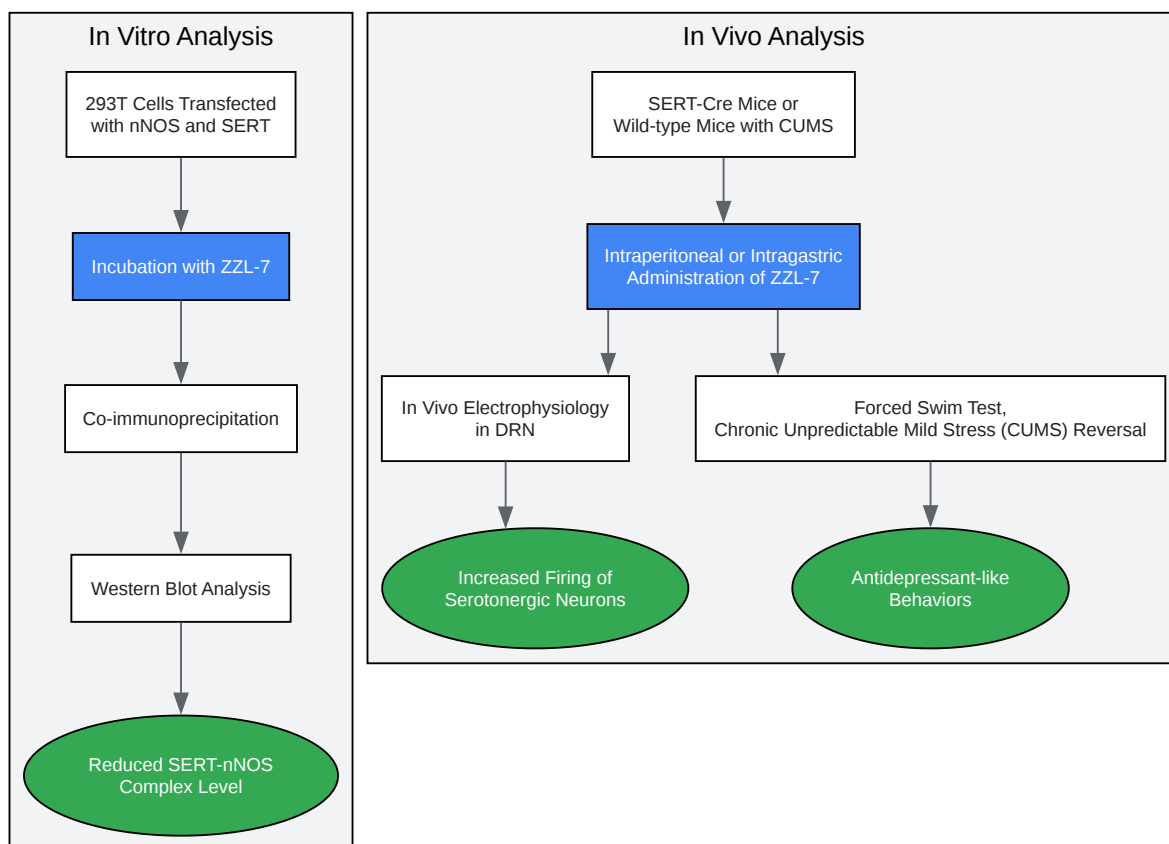 In Vitro Analysis
293T Cells Transfected
with nNOS and SERT
Incubation with ZZL-7
Co-immunoprecipitation
Western Blot Analysis
Reduced SERT-nNOS
Complex Level
In Vivo Analysis
SERT-Cre Mice or
Wild-type Mice with CUMS
Intraperitoneal or Intragastric
Administration of ZZL-7
In Vivo Electrophysiology
in DRN
Forced Swim Test,
Chronic Unpredictable Mild Stress (CUMS) Reversal
Increased Firing of
Serotonergic Neurons
Antidepressant-like
Behaviors